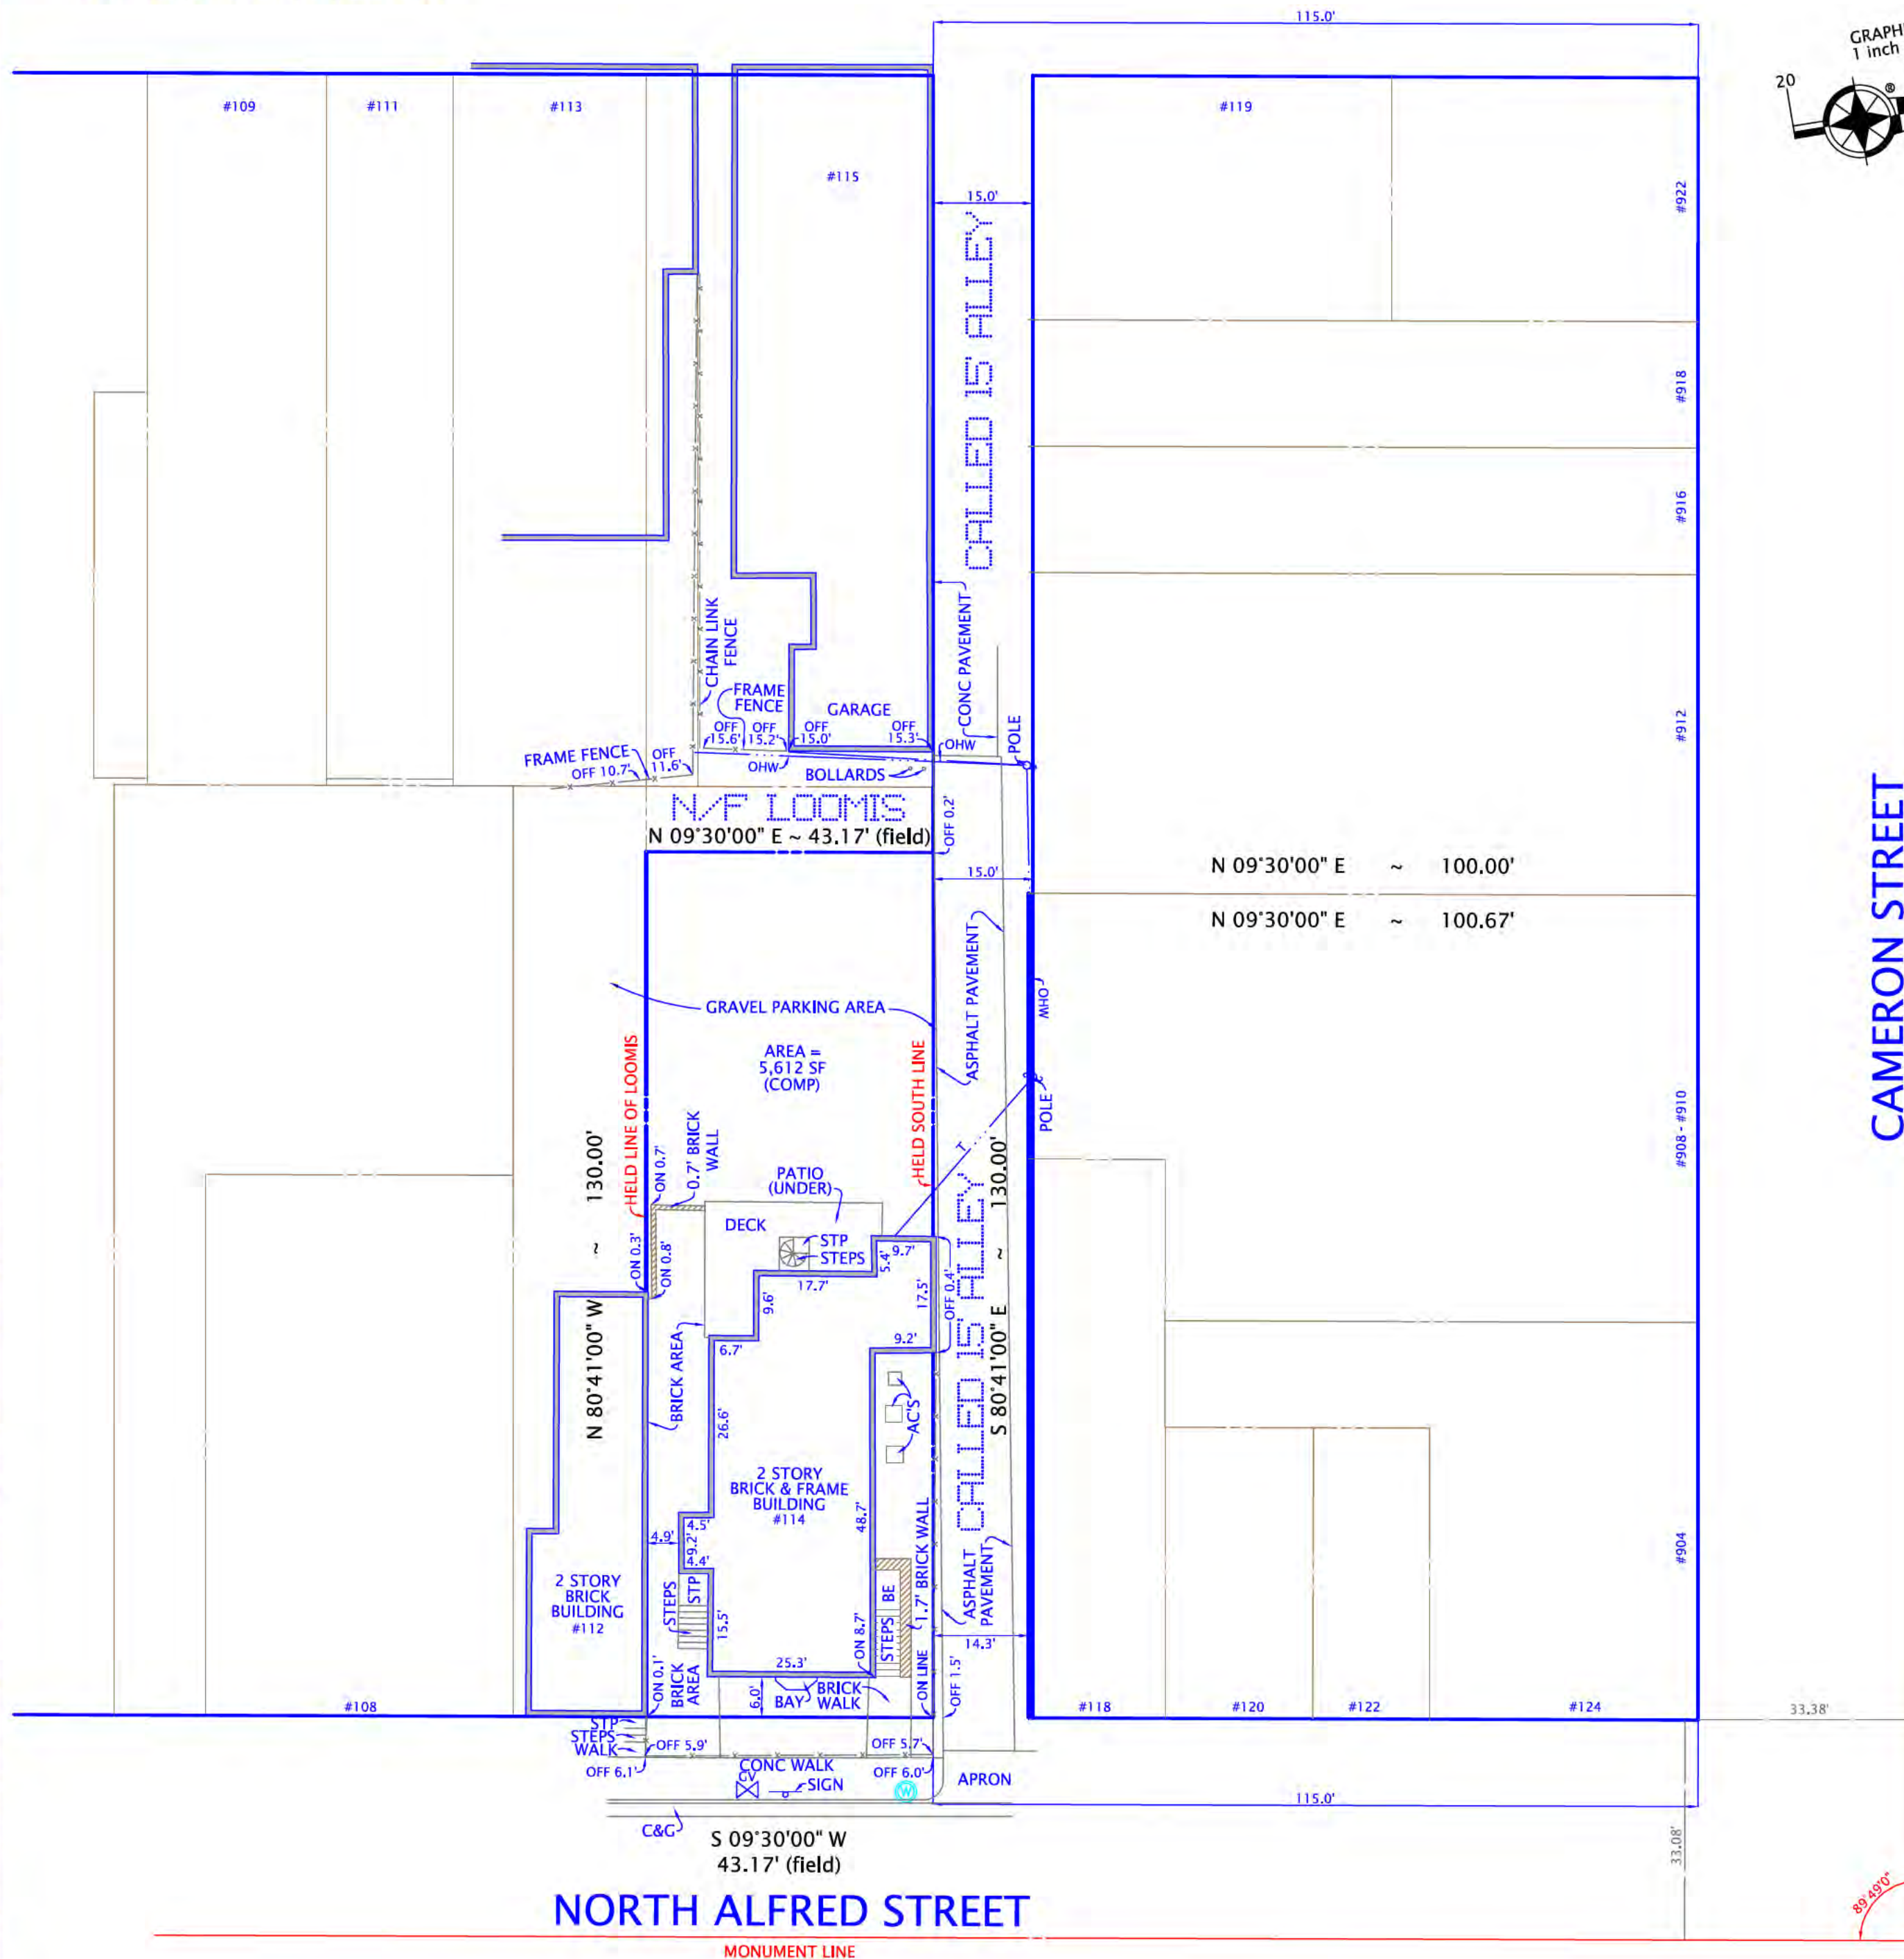 115.0'
GRAPH
1 inch
20
®
#109
#111
#113
#115
#119
#922
15.0'
CALLED 15' ALLEY
#918
#916
CHAIN LINK
FENCE
CONC PAVEMENT
FRAME
FENCE
GARAGE
OFF
15.6'
OFF
15.2'
OFF
15.0'
OFF
15.3'
OHW
POLE
#912
FRAME FENCE
OFF 10.7'
OFF
11.6'
OHW
BOLLARDS
N/F LOOMIS
N 09°30'00" E ~ 43.17' (field)
OFF 0.2'
15.0'
N 09°30'00" E ~ 100.00'
N 09°30'00" E ~ 100.67'
CAMERON STREET
ASPHALT PAVEMENT
OHW
GRAVEL PARKING AREA
AREA =
5,612 SF
(COMP)
HELD LINE OF LOOMIS
HELD SOUTH LINE
POLE
#908 - #910
N 80°41'00" W ~ 130.00'
ON 0.7'
0.7' BRICK
WALL
T
PATIO
(UNDER)
DECK
STP
STEPS
ON 0.3'
ON 0.8'
9.7'
5.4'
17.7'
9.6'
17.5'
OFF 0.4'
CALLED 15' ALLEY
S 80°41'00" E ~ 130.00'
6.7'
9.2'
BRICK AREA
26.6'
AC'S
2 STORY
BRICK & FRAME
BUILDING
#114
48.7'
4.9'
4.5'
9.2'
4.4'
1.7' BRICK WALL
ASPHALT
PAVEMENT
#904
2 STORY
BRICK
BUILDING
#112
STEPS
STP
15.5'
BE
STEPS
ON 8.7'
14.3'
25.3'
ON 0.1'
BRICK
AREA
6.0'
BAY
BRICK
WALK
ON LINE
OFF 1.5'
#108
#118
#120
#122
#124
33.38'
STP
STEPS
WALK
OFF 5.9'
OFF 5.7'
OFF 6.1'
CONC WALK
OFF 6.0'
GV
SIGN
W
APRON
115.0'
C&G
S 09°30'00" W
43.17' (field)
33.08'
NORTH ALFRED STREET
89°49'0"
MONUMENT LINE